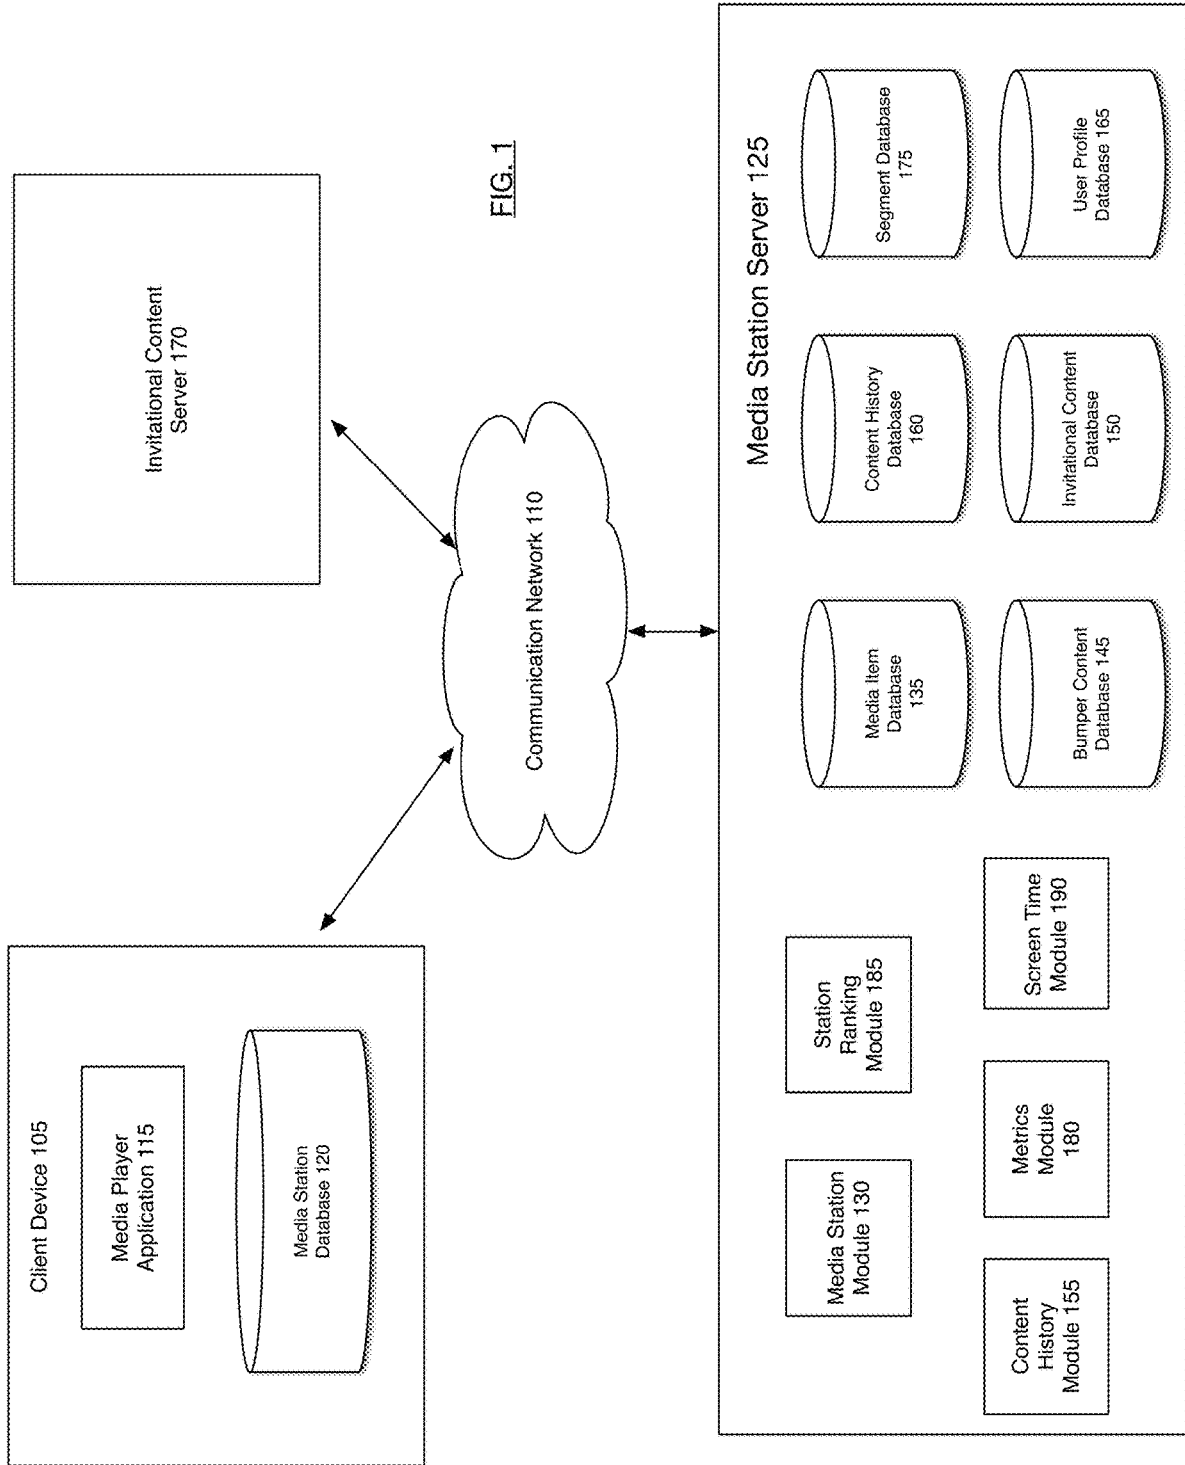 Client Device 105
Media Player
Application 115
Media Station
Database 120
Invitational Content
Server 170
Communication Network 110
FIG. 1
Media Station Server 125
Media Station
Module 130
Station
Ranking
Module 185
Content
History
Module 155
Metrics
Module
180
Screen Time
Module 190
Media Item
Database
135
Content History
Database
160
Segment Database
175
Bumper Content
Database 145
Invitational Content
Database
150
User Profile
Database 165